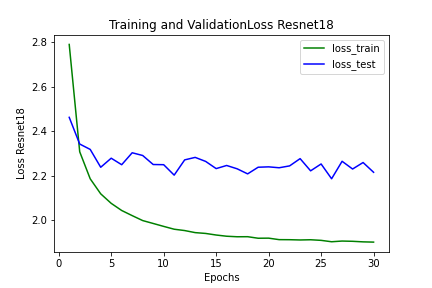 Training and ValidationLoss Resnet18
loss_train
loss_test
Loss Resnet18
2.8
2.6
2.4
2.2
2.0
0 5 10 15 20 25 30
Epochs